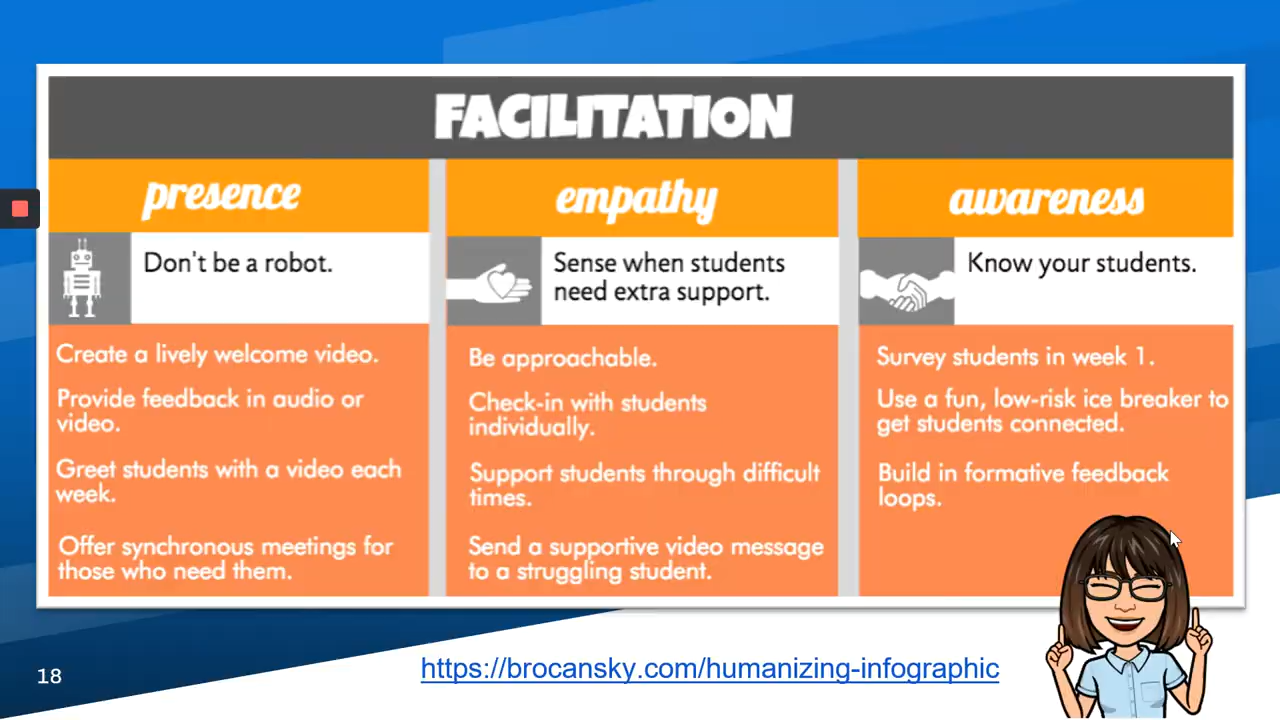 FACILITATION
presence
Don't be a robot.
Create a lively welcome video.
Provide feedback in audio or
video.
Greet students with a video each
week.
Offer synchronous meetings for
those who need them.
empathy
Sense when students
need extra support.
Be approachable.
Check-in with students
individually.
Support students through difficult
times.
Send a supportive video message
to a struggling student.
awareness
Know your students.
Survey students in week 1.
Use a fun, low-risk ice breaker to
get students connected.
Build in formative feedback
loops.
18
https://brocansky.com/humanizing-infographic